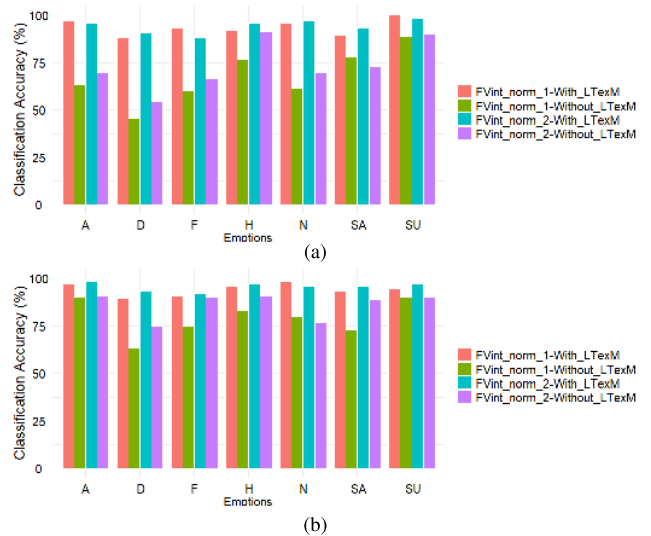 Classification Accuracy (%)
100
75
50
25
0
A D F H N SA SU
Emotions
FVint_norm_1-With_LTexM
FVint_norm_1-Without_LTexM
FVint_norm_2-With_LTexM
FVint_norm_2-Without_LTexM
(a)
Classification Accuracy (%)
100
75
50
25
0
A D F H N SA SU
Emotions
FVint_norm_1-With_LTexM
FVint_norm_1-Without_LTexM
FVint_norm_2-With_LTexM
FVint_norm_2-Without_LTexM
(b)